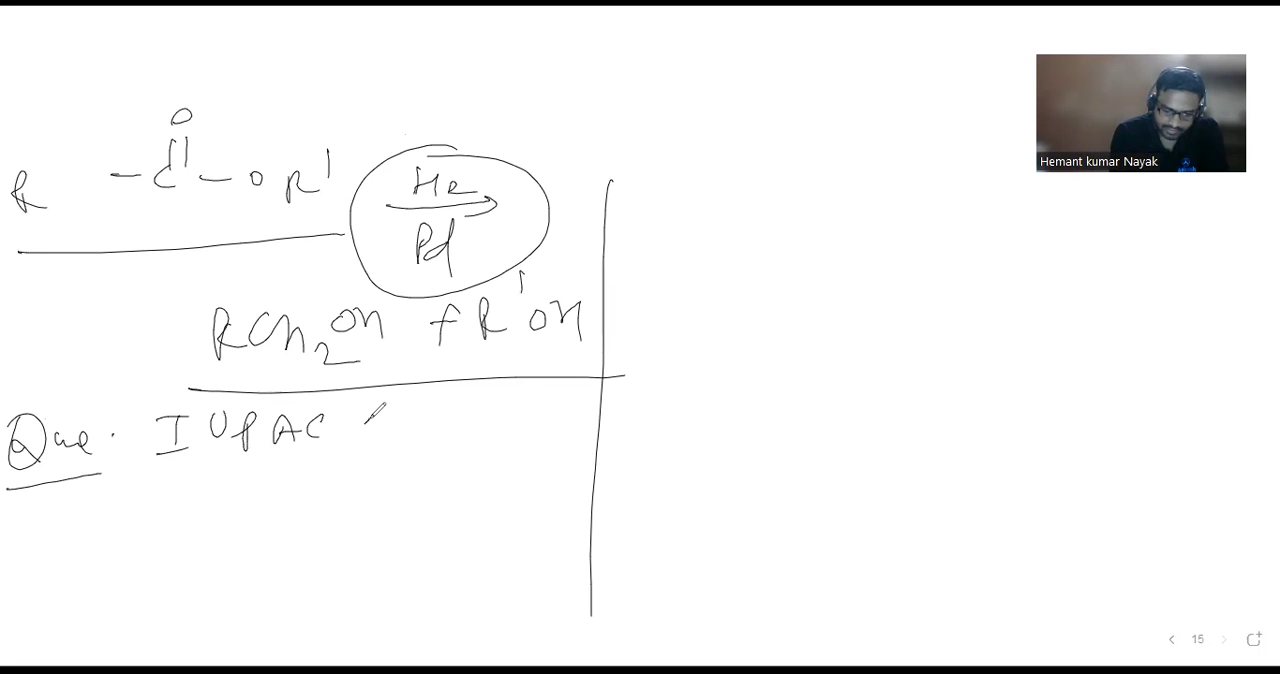 O
R - C - OR'
H2
Pd
RCH2OH + R'OH
Que. IUPAC
Hemant kumar Nayak
15